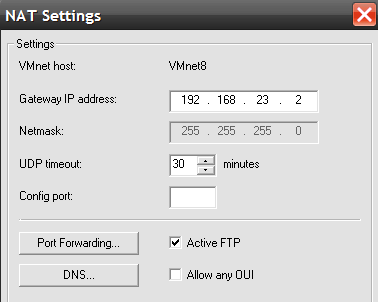 NAT Settings
Settings
VMnet host: VMnet8
Gateway IP address: 192 . 168 . 23 . 2
Netmask: 255 . 255 . 255 . 0
UDP timeout: 30 minutes
Config port:
Port Forwarding... Active FTP
DNS... Allow any OUI